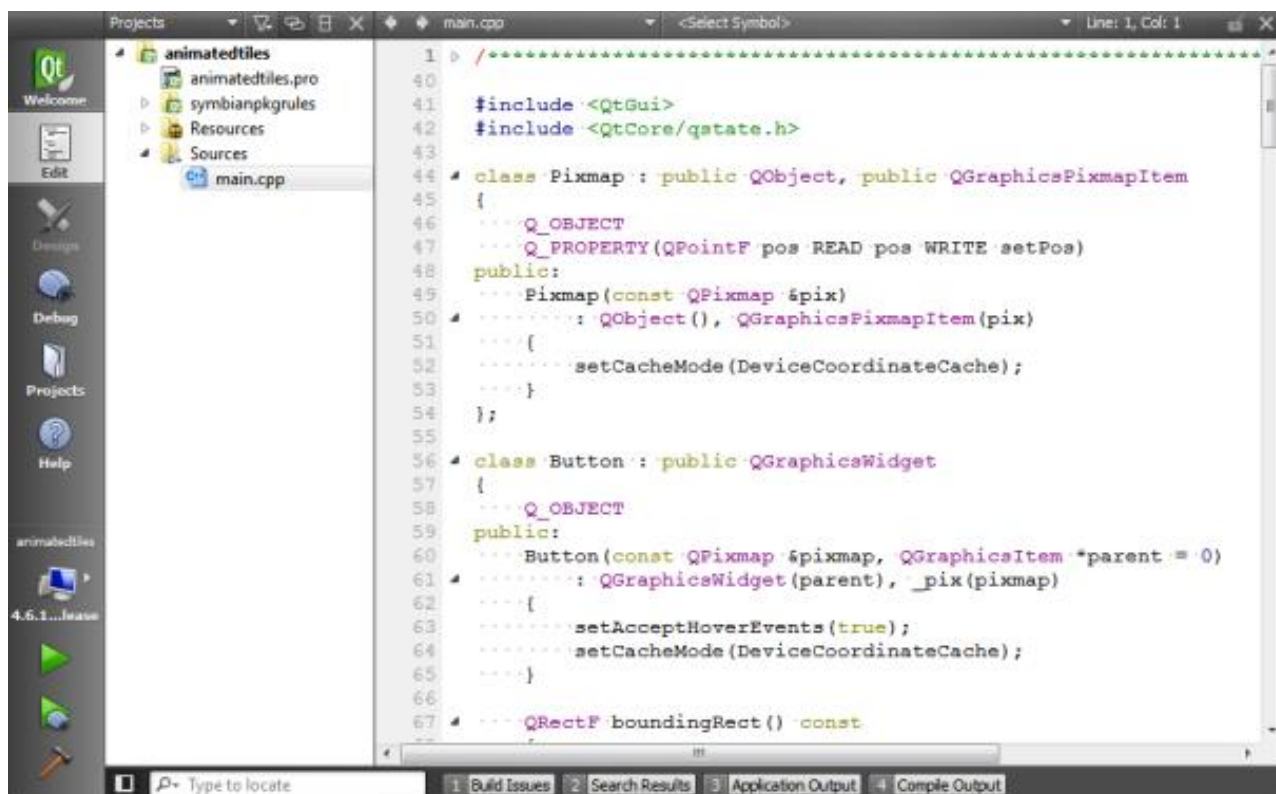 Projects main.cpp <Select Symbol> Line: 1, Col: 1
Qt
Welcome
Edit
Design
Debug
Projects
Help
animatedtiles
4.6.1...lease
animatedtiles
animatedtiles.pro
symbianpkgrules
Resources
Sources
main.cpp
1 /*************************************************************
40
41 #include <QtGui>
42 #include <QtCore/qstate.h>
43
44 class Pixmap : public QObject, public QGraphicsPixmapItem
45 {
46 Q_OBJECT
47 Q_PROPERTY(QPointF pos READ pos WRITE setPos)
48 public:
49 Pixmap(const QPixmap &pix)
50 : QObject(), QGraphicsPixmapItem(pix)
51 {
52 setCacheMode(DeviceCoordinateCache);
53 }
54 };
55
56 class Button : public QGraphicsWidget
57 {
58 Q_OBJECT
59 public:
60 Button(const QPixmap &pixmap, QGraphicsItem *parent = 0)
61 : QGraphicsWidget(parent), _pix(pixmap)
62 {
63 setAcceptHoverEvents(true);
64 setCacheMode(DeviceCoordinateCache);
65 }
66
67 QRectF boundingRect() const
Type to locate 1 Build Issues 2 Search Results 3 Application Output 4 Compile Output